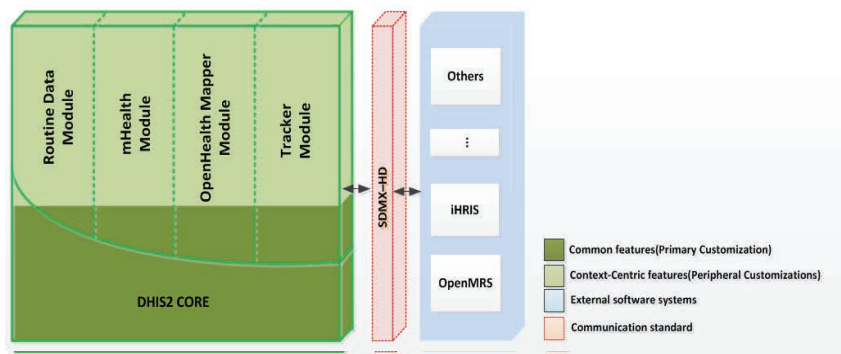 Routine Data
Module
mHealth
Module
OpenHealth Mapper
Module
Tracker
Module
DHIS2 CORE
SDMX–HD
Others
...
iHRIS
OpenMRS
Common features(Primary Customization)
Context-Centric features(Peripheral Customizations)
External software systems
Communication standard